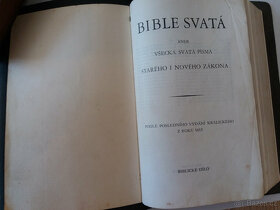 BIBLE SVATÁ
ANEB
VŠECKA SVATÁ PÍSMA
STARÉHO I NOVÉHO ZÁKONA
PODLE POSLEDNÍHO VYDÁNÍ KRALICKÉHO
Z ROKU 1613
BIBLICKÉ DÍLO